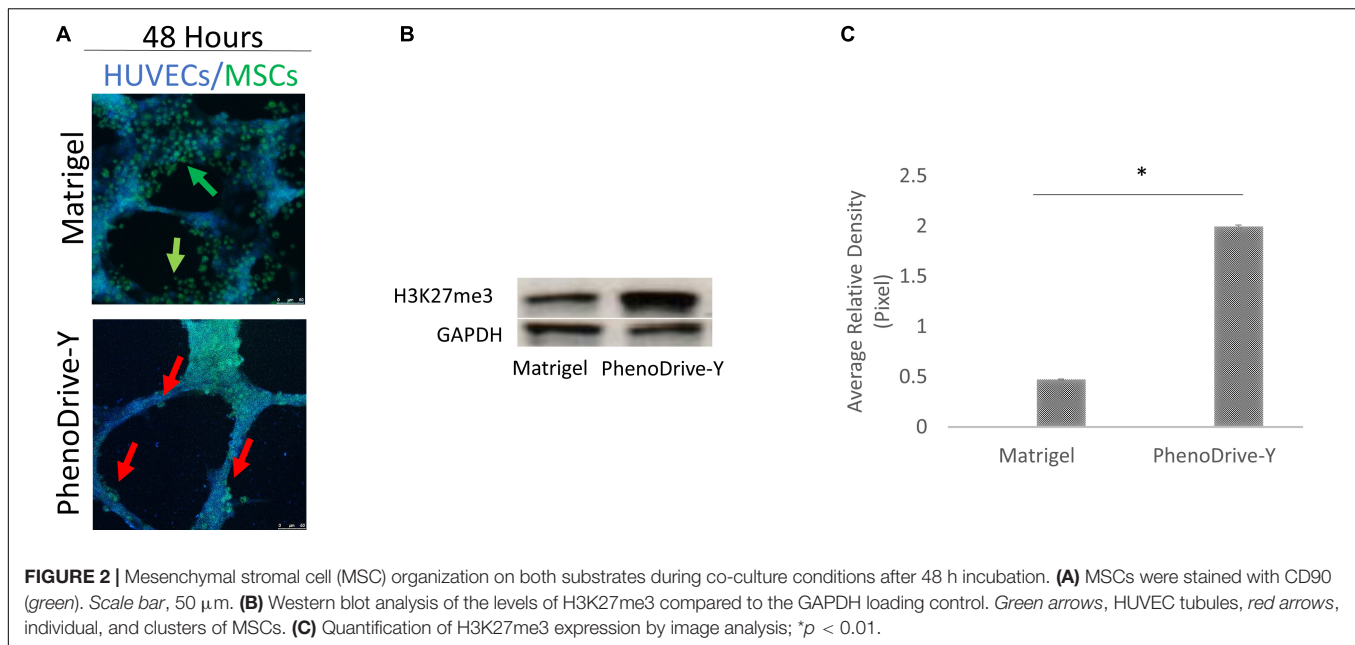 A
48 Hours
HUVECs/MSCs
Matrigel
PhenoDrive-Y
B
H3K27me3
GAPDH
Matrigel PhenoDrive-Y
C
*
Average Relative Density
(Pixel)
2.5
2
1.5
1
0.5
0
Matrigel PhenoDrive-Y
FIGURE 2 | Mesenchymal stromal cell (MSC) organization on both substrates during co-culture conditions after 48 h incubation. (A) MSCs were stained with CD90
(green). Scale bar, 50 μm. (B) Western blot analysis of the levels of H3K27me3 compared to the GAPDH loading control. Green arrows, HUVEC tubules, red arrows,
individual, and clusters of MSCs. (C) Quantification of H3K27me3 expression by image analysis; *p < 0.01.